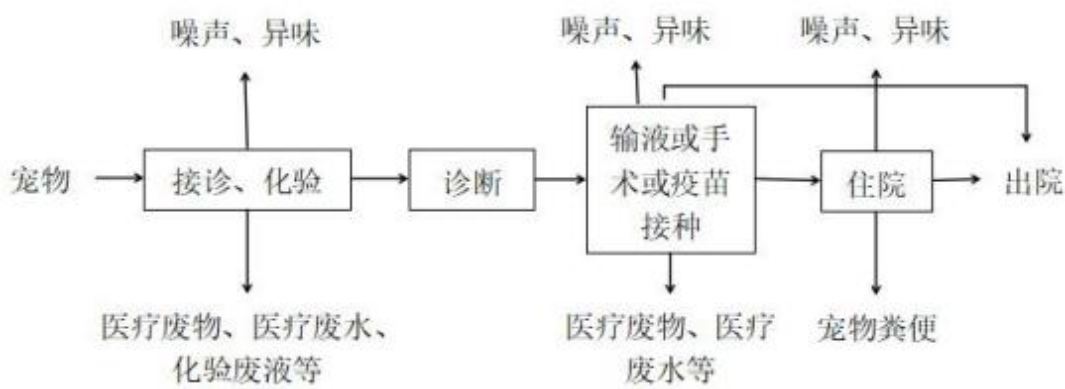 噪声、异味
噪声、异味
噪声、异味
宠物
接诊、化验
诊断
输液或手
术或疫苗
接种
住院
出院
医疗废物、医疗废水、
化验废液等
医疗废物、医疗
废水等
宠物粪便